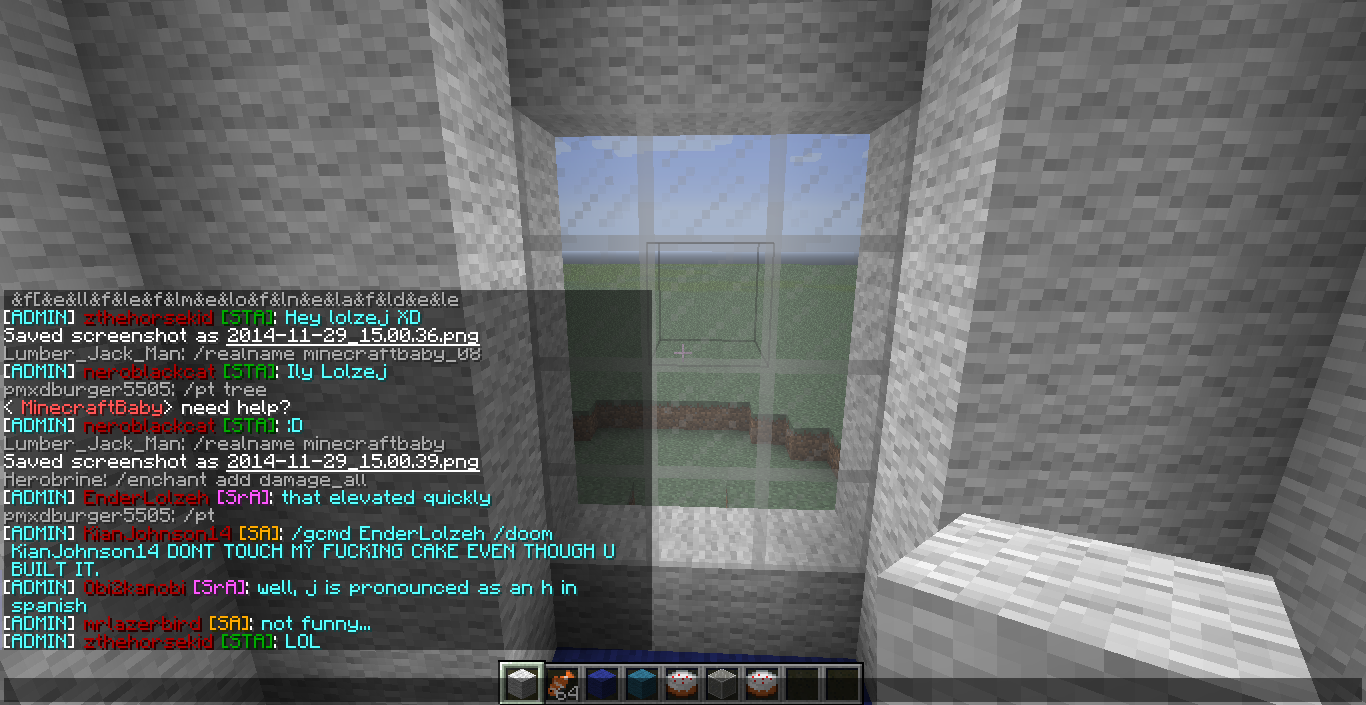 &f[&e&ll&f&le&f&lm&e&lo&f&ln&e&la&f&ld&e&le
[ADMIN] zthehorsekid [STA]: Hey lolzej XD
Saved screenshot as 2014-11-29_15.00.36.png
Lumber_Jack_Man: /realname minecraftbaby_08
[ADMIN] neroblackcat [STA]: Ily Lolzej
pmxdburger5505: /pt tree
< MinecraftBaby> need help?
[ADMIN] neroblackcat [STA]: :D
Lumber_Jack_Man: /realname minecraftbaby
Saved screenshot as 2014-11-29_15.00.39.png
Herobrine: /enchant add damage_all
[ADMIN] EnderLolzeh [SrA]: that elevated quickly
pmxdburger5505: /pt
[ADMIN] KianJohnson14 [SA]: /gcmd EnderLolzeh /doom
KianJohnson14 DONT TOUCH MY FUCKING CAKE EVEN THOUGH U
BUILT IT.
[ADMIN] Obi2kanobi [SrA]: well, j is pronounced as an h in
spanish
[ADMIN] mrlazerbird [SA]: not funny...
[ADMIN] zthehorsekid [STA]: LOL
64